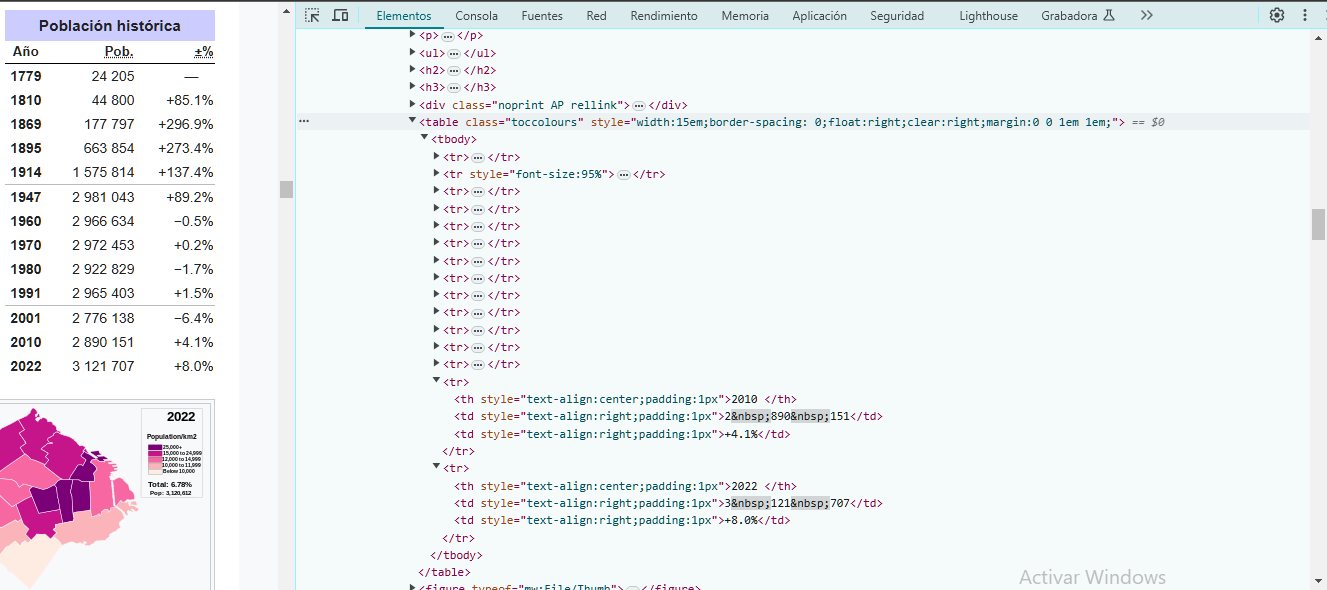 Población histórica
Año Pob. ±%
1779 24 205 —
1810 44 800 +85.1%
1869 177 797 +296.9%
1895 663 854 +273.4%
1914 1 575 814 +137.4%
1947 2 981 043 +89.2%
1960 2 966 634 −0.5%
1970 2 972 453 +0.2%
1980 2 922 829 −1.7%
1991 2 965 403 +1.5%
2001 2 776 138 −6.4%
2010 2 890 151 +4.1%
2022 3 121 707 +8.0%
2022
Population/km2
25,000+
15,000 to 24,999
12,000 to 14,999
10,000 to 11,999
Below 10,000
Total: 6.78%
Pop: 3,120,612
Elementos Consola Fuentes Red Rendimiento Memoria Aplicación Seguridad Lighthouse Grabadora
<p> … </p>
<ul> … </ul>
<h2> … </h2>
<h3> … </h3>
<div class="noprint AP rellink"> … </div>
… <table class="toccolours" style="width:15em;border-spacing: 0;float:right;clear:right;margin:0 0 1em 1em;"> == $0
<tbody>
<tr> … </tr>
<tr style="font-size:95%"> … </tr>
<tr> … </tr>
<tr> … </tr>
<tr> … </tr>
<tr> … </tr>
<tr> … </tr>
<tr> … </tr>
<tr> … </tr>
<tr> … </tr>
<tr> … </tr>
<tr> … </tr>
<tr> … </tr>
<tr>
<th style="text-align:center;padding:1px">2010 </th>
<td style="text-align:right;padding:1px">2&nbsp;890&nbsp;151</td>
<td style="text-align:right;padding:1px">+4.1%</td>
</tr>
<tr>
<th style="text-align:center;padding:1px">2022 </th>
<td style="text-align:right;padding:1px">3&nbsp;121&nbsp;707</td>
<td style="text-align:right;padding:1px">+8.0%</td>
</tr>
</tbody>
</table>
<figure typeof="mw:File/Thumb"> … </figure>
Activar Windows